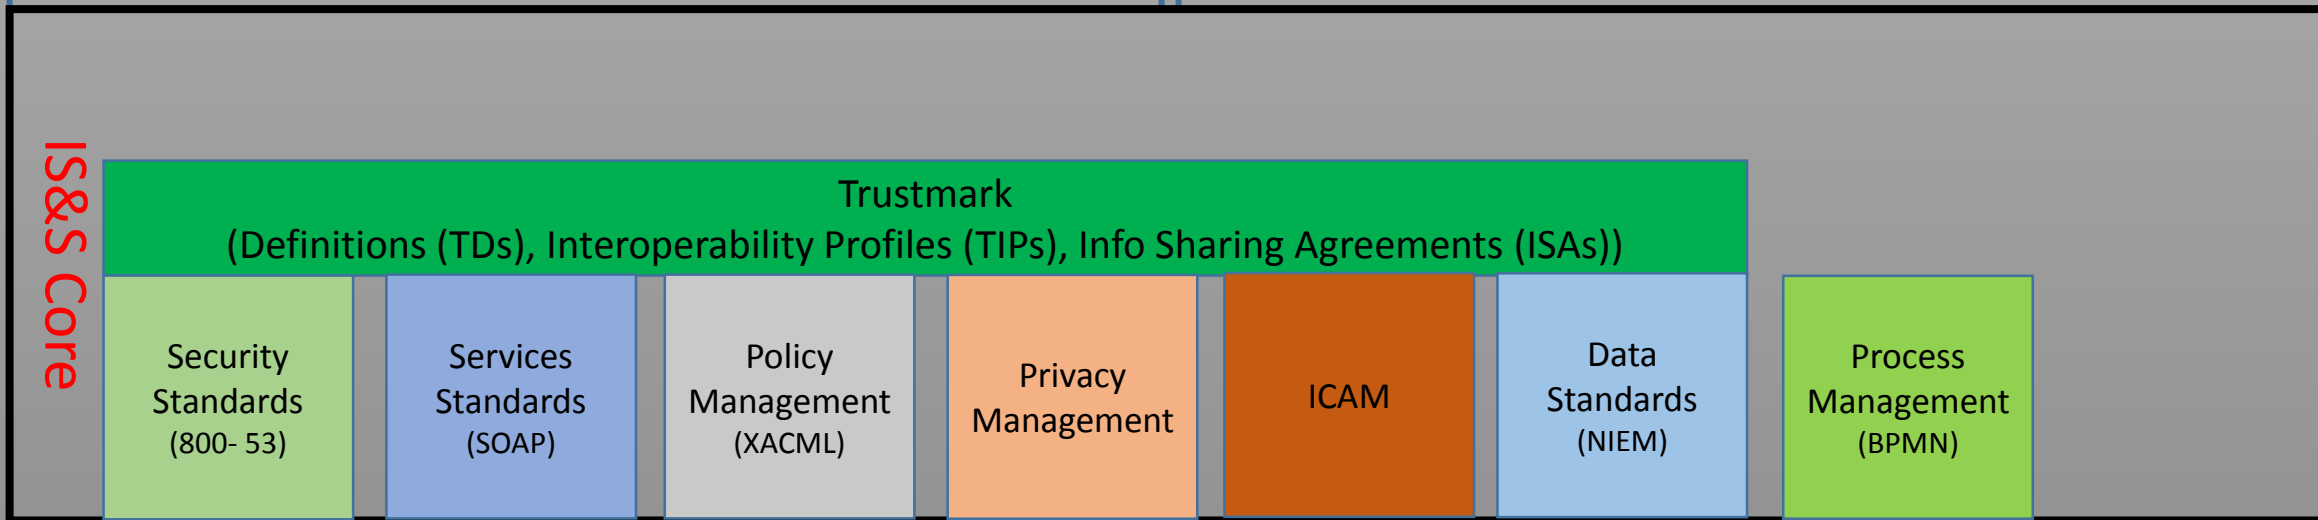 IS&S Core
Trustmark
(Definitions (TDs), Interoperability Profiles (TIPs), Info Sharing Agreements (ISAs))
Security
Standards
(800- 53)
Services
Standards
(SOAP)
Policy
Management
(XACML)
Privacy
Management
ICAM
Data
Standards
(NIEM)
Process
Management
(BPMN)